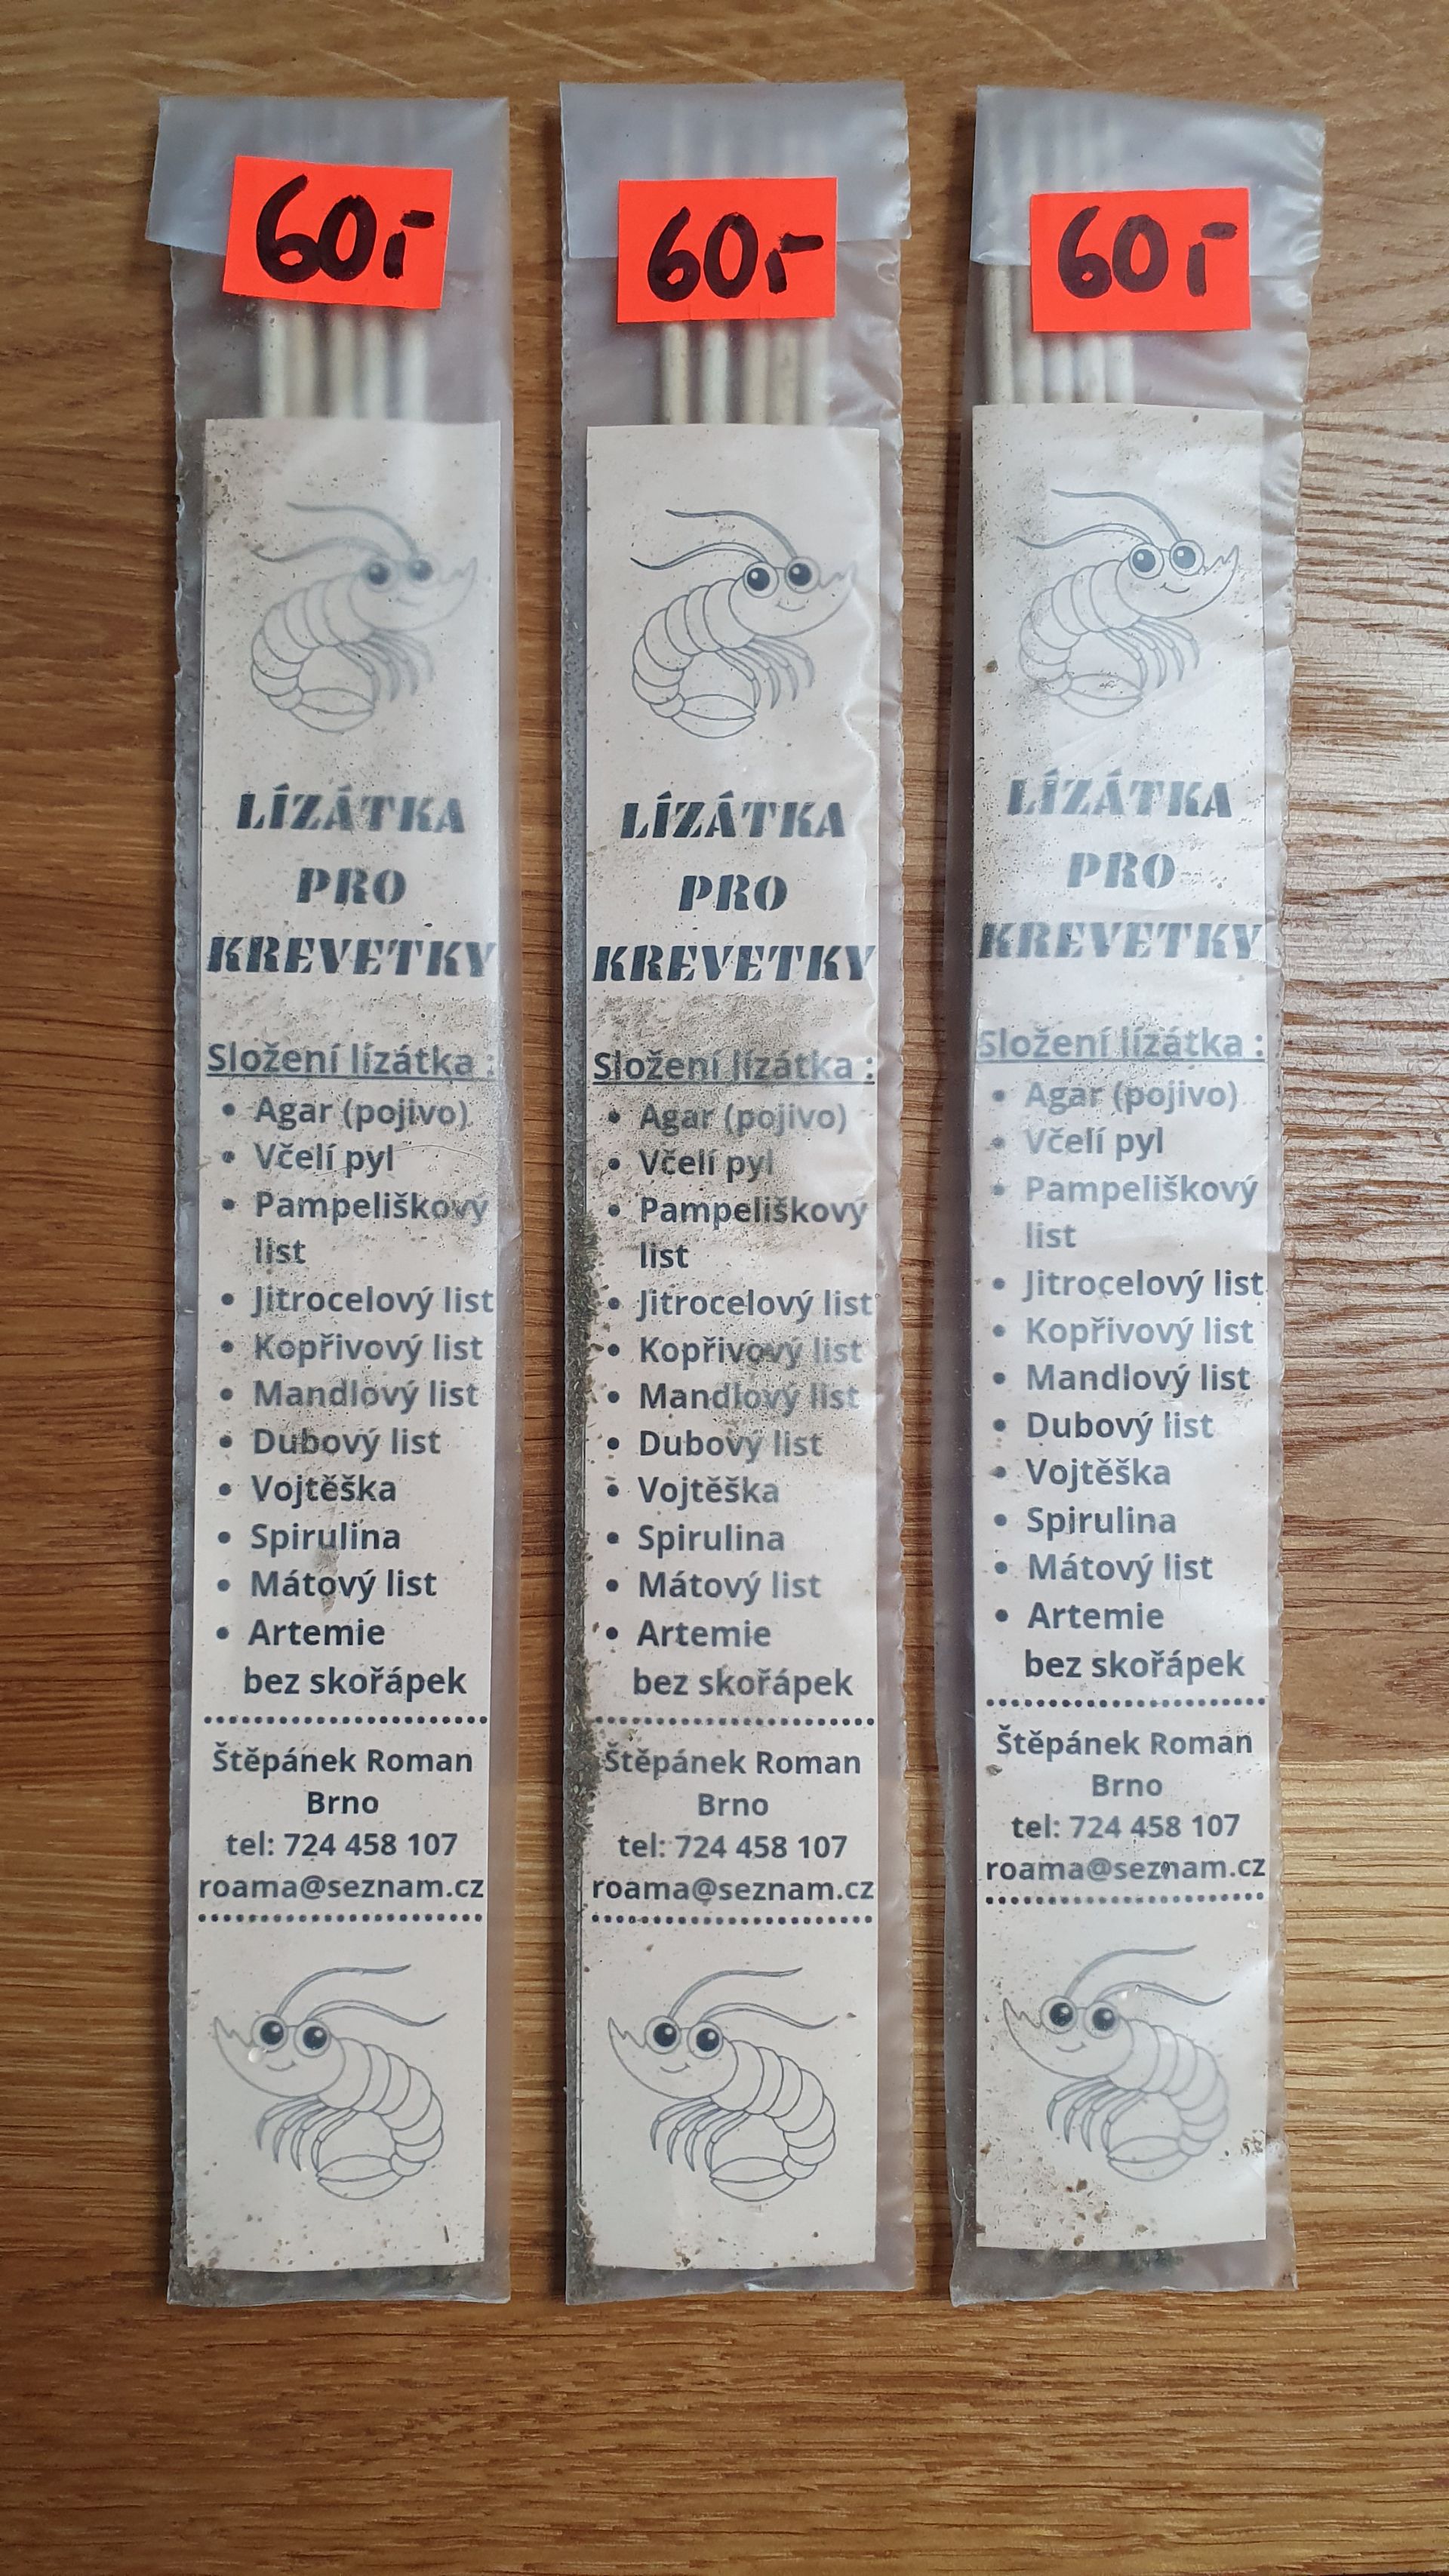 60,-
LÍZÁTKA
PRO
KREVETKY
Složení lízátka :
• Agar (pojivo)
• Včelí pyl
• Pampeliškový
list
• Jitrocelový list
• Kopřivový list
• Mandlový list
• Dubový list
• Vojtěška
• Spirulina
• Mátový list
• Artemie
bez skořápek
Štěpánek Roman
Brno
tel: 724 458 107
roama@seznam.cz
60,-
LÍZÁTKA
PRO
KREVETKY
Složení lízátka :
• Agar (pojivo)
• Včelí pyl
• Pampeliškový
list
• Jitrocelový list
• Kopřivový list
• Mandlový list
• Dubový list
• Vojtěška
• Spirulina
• Mátový list
• Artemie
bez skořápek
Štěpánek Roman
Brno
tel: 724 458 107
roama@seznam.cz
60,-
LÍZÁTKA
PRO
KREVETKY
Složení lízátka :
• Agar (pojivo)
• Včelí pyl
• Pampeliškový
list
• Jitrocelový list
• Kopřivový list
• Mandlový list
• Dubový list
• Vojtěška
• Spirulina
• Mátový list
• Artemie
bez skořápek
Štěpánek Roman
Brno
tel: 724 458 107
roama@seznam.cz